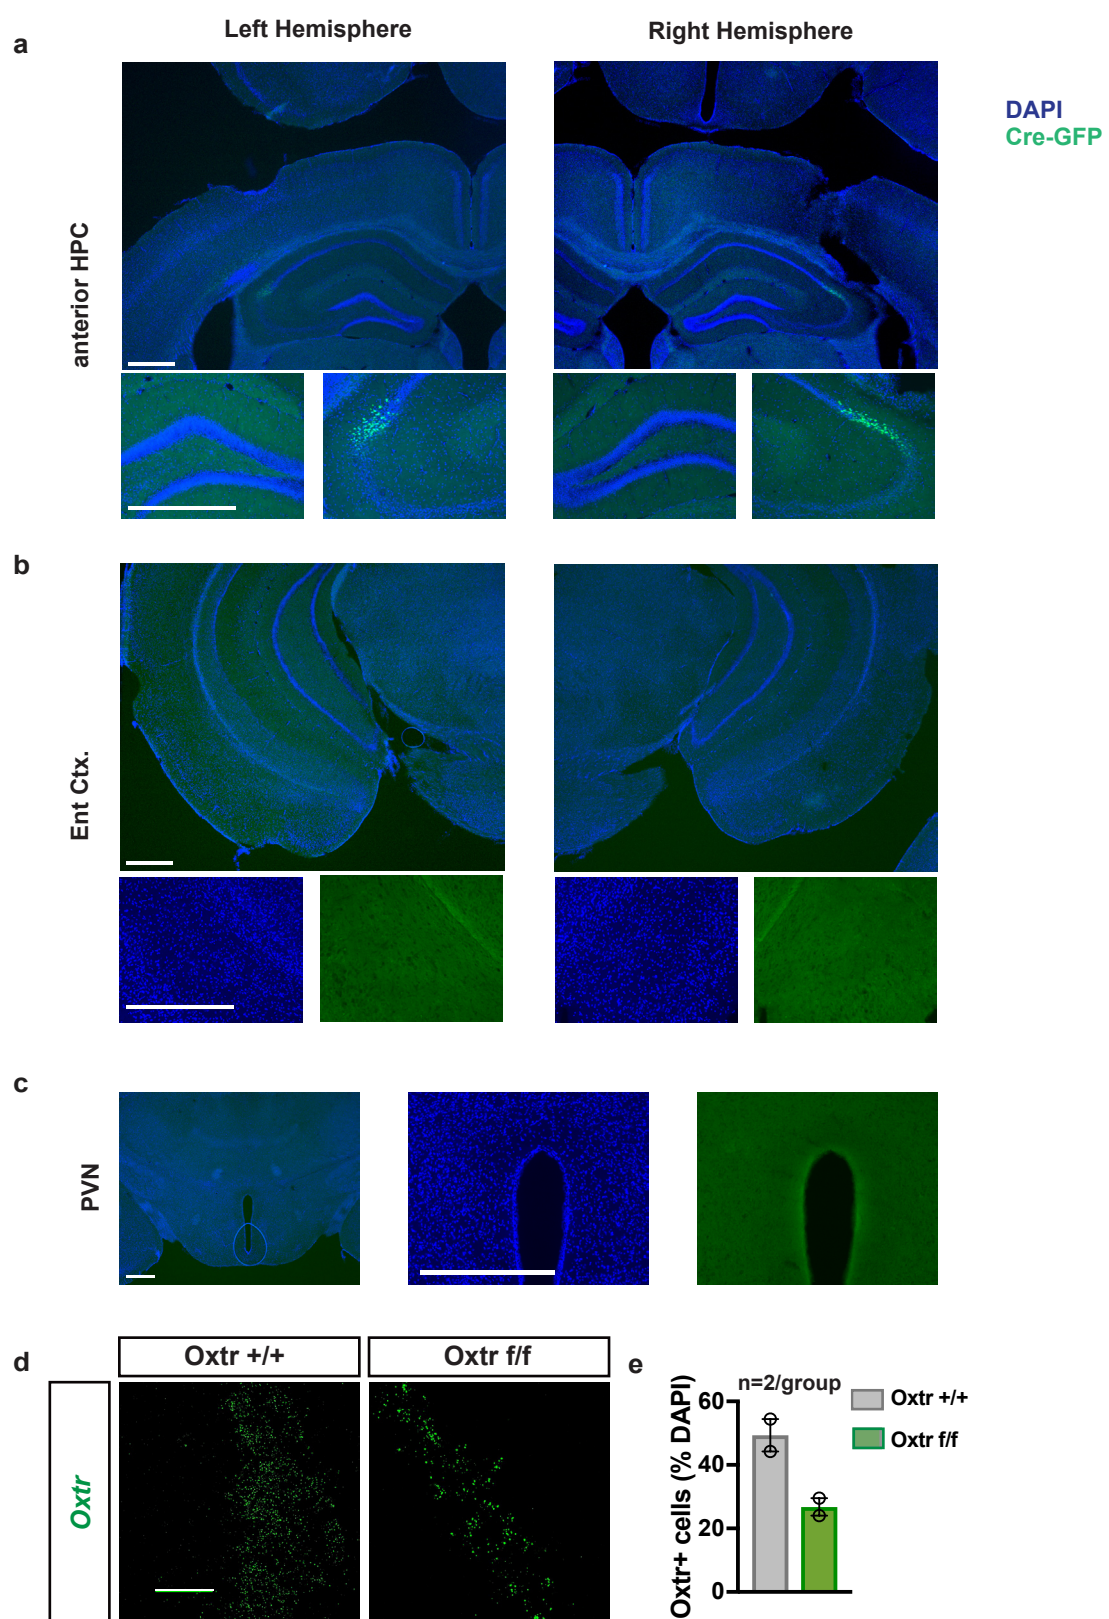 a
Left Hemisphere
Right Hemisphere
DAPI
Cre-GFP
anterior HPC
b
Ent Ctx.
c
PVN
d
Oxtr +/+
Oxtr f/f
Oxtr
e
n=2/group
Oxtr+ cells (% DAPI)
60
40
20
0
Oxtr +/+
Oxtr f/f